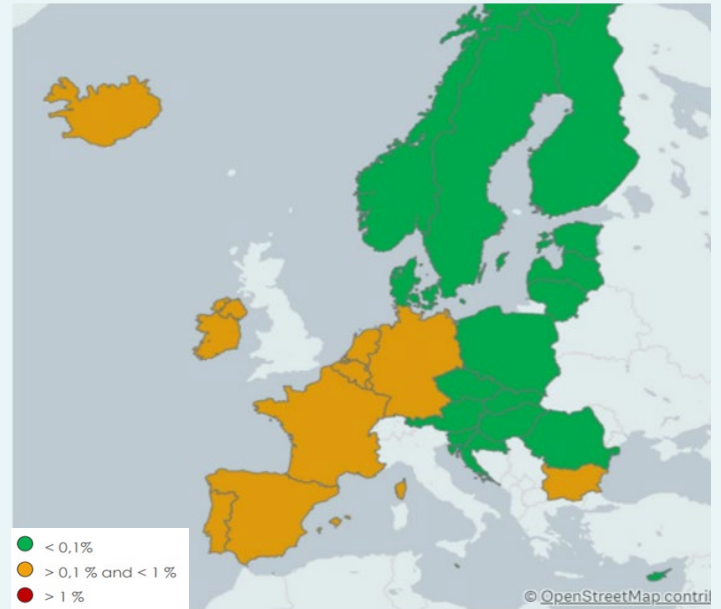 < 0,1%
> 0,1 % and < 1 %
> 1 %
© OpenStreetMap contri